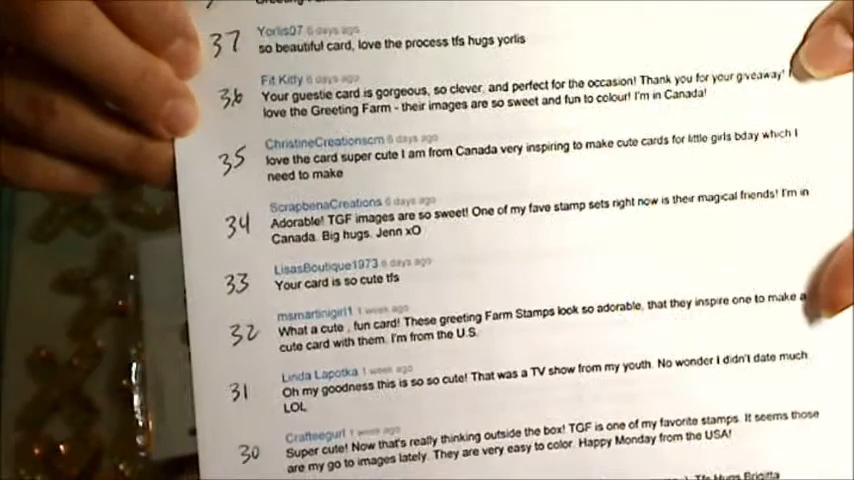 37 Yorlis07 6 days ago
so beautiful card, love the process tfs hugs yorlis
36 Fit Kitty 6 days ago
Your guestie card is gorgeous, so clever, and perfect for the occasion! Thank you for your giveaway! I
love the Greeting Farm - their images are so sweet and fun to colour! I'm in Canada!
35 ChristineCreationscrn 6 days ago
love the card super cute I am from Canada very inspiring to make cute cards for little girls bday which I
need to make
34 ScrapbenaCreations 6 days ago
Adorable! TGF images are so sweet! One of my fave stamp sets right now is their magical friends! I'm in
Canada. Big hugs. Jenn xO
33 LisasBoutique1973 6 days ago
Your card is so cute tfs
32 msmartinigirl1 1 week ago
What a cute , fun card! These greeting Farm Stamps look so adorable, that they inspire one to make a
cute card with them. I'm from the U.S.
31 Linda Lapotka 1 week ago
Oh my goodness this is so so cute! That was a TV show from my youth. No wonder I didn't date much
LOL
30 Crafteegurl 1 week ago
Super cute! Now that's really thinking outside the box! TGF is one of my favorite stamps. It seems those
are my go to images lately. They are very easy to color. Happy Monday from the USA!
Tfs Hugs Brigitta